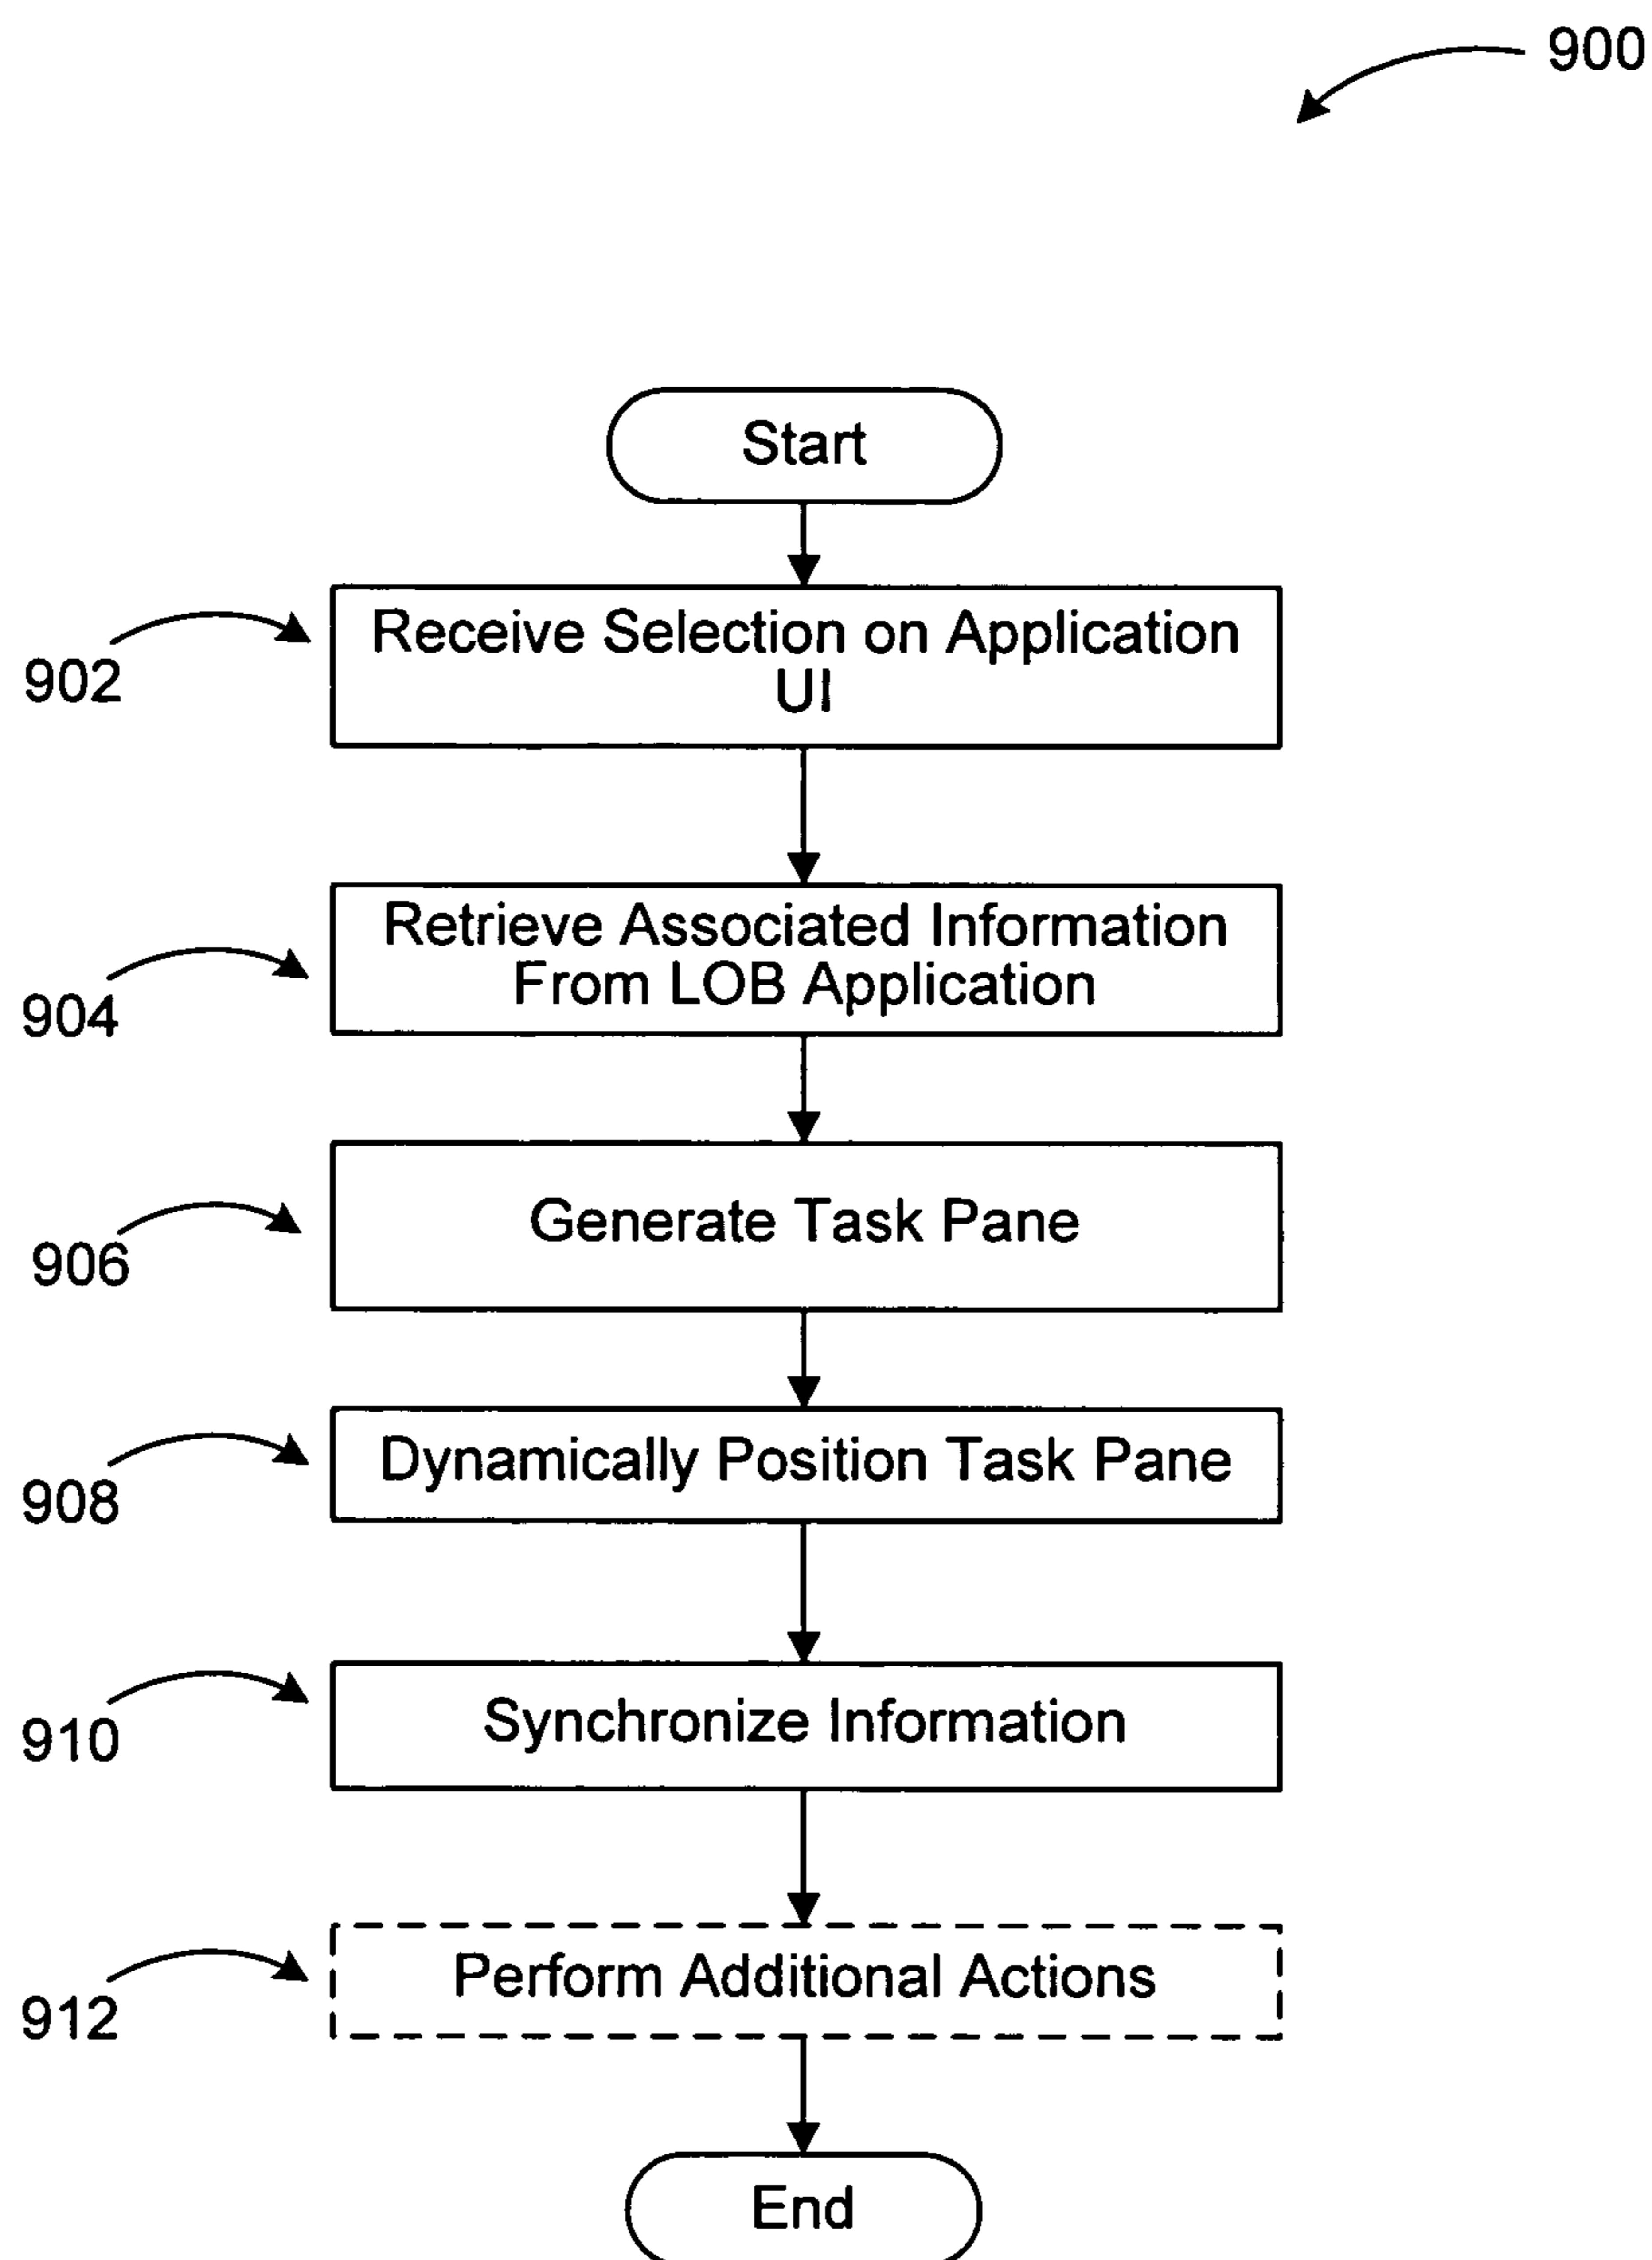 900
Start
902
Receive Selection on Application
UI
904
Retrieve Associated Information
From LOB Application
906
Generate Task Pane
908
Dynamically Position Task Pane
910
Synchronize Information
912
Perform Additional Actions
End